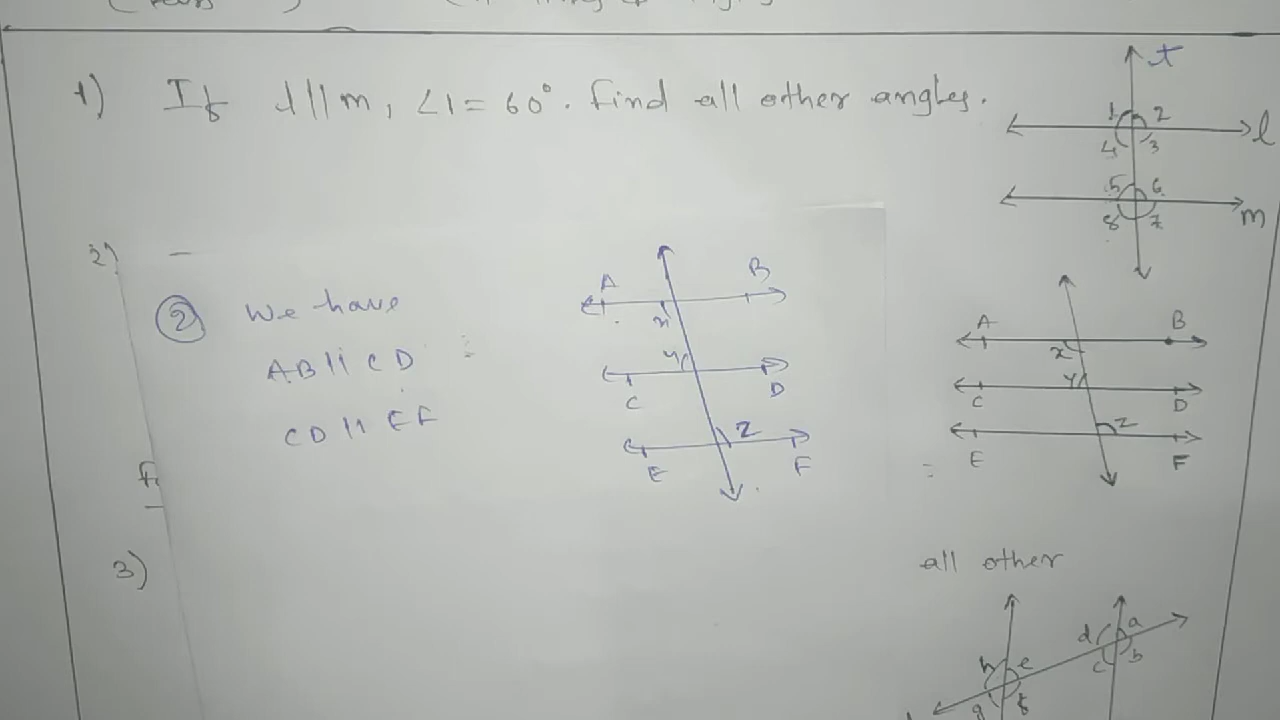 1) If l||m, ∠1 = 60°. Find all other angles.
t
1 2
4 3
l
5 6
8 7
m
2)
② We have
AB || CD
CD || EF
A B
x
y
C D
z
E F
A B
x
y
C D
z
E F
3)
all other
d a
c b
h e
g f